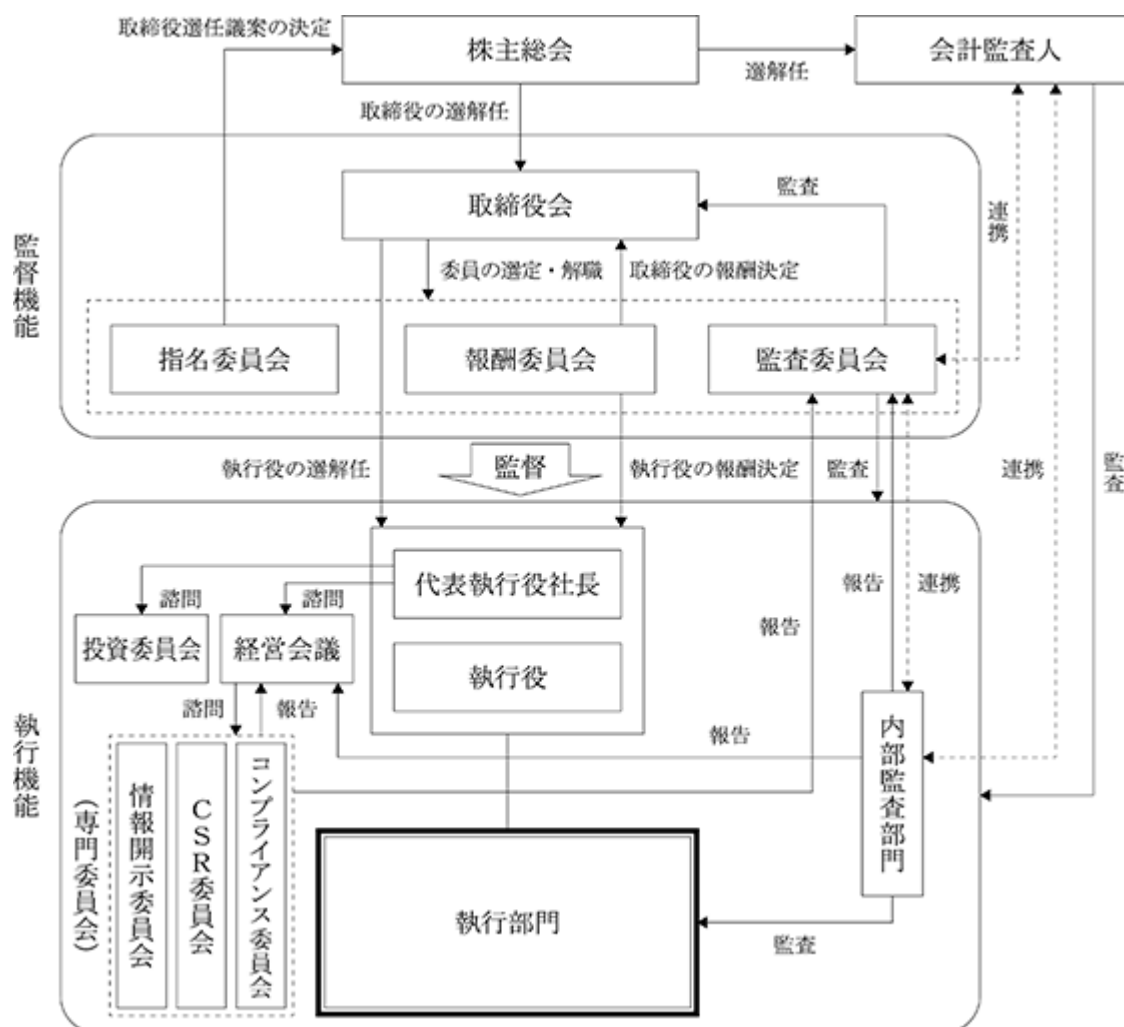 取締役選任議案の決定
株主総会
選解任
会計監査人
取締役の選解任
監督機能
取締役会
監査
連携
委員の選定・解職
取締役の報酬決定
指名委員会
報酬委員会
監査委員会
執行役の選解任
監督
執行役の報酬決定
監査
連携
監査
執行機能
代表執行役社長
諮問
諮問
報告
連携
投資委員会
経営会議
執行役
報告
諮問
報告
報告
内部監査部門
(専門委員会)
情報開示委員会
CSR委員会
コンプライアンス委員会
執行部門
監査